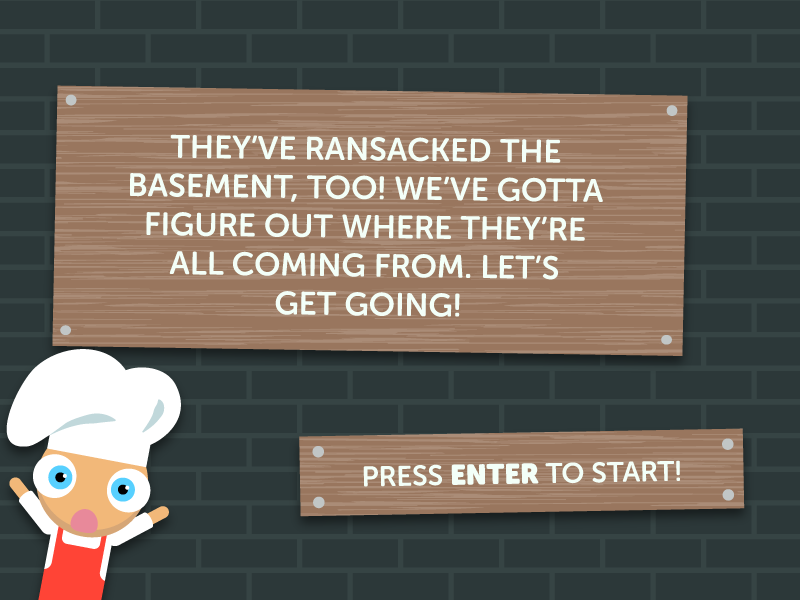 THEY’VE RANSACKED THE
BASEMENT, TOO! WE’VE GOTTA
FIGURE OUT WHERE THEY’RE
ALL COMING FROM. LET’S
GET GOING!
PRESS ENTER TO START!